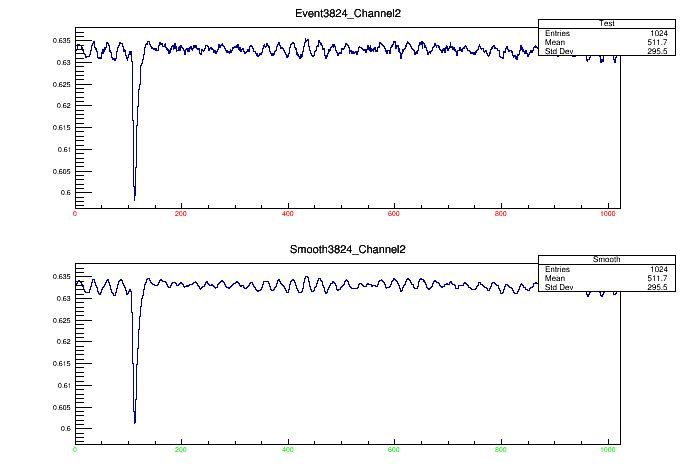 Event3824_Channel2
Test
Entries 1024
Mean 511.7
Std Dev 295.5
0.635
0.63
0.625
0.62
0.615
0.61
0.605
0.6
0 200 400 600 800 1000
Smooth3824_Channel2
Smooth
Entries 1024
Mean 511.7
Std Dev 295.5
0.635
0.63
0.625
0.62
0.615
0.61
0.605
0.6
0 200 400 600 800 1000